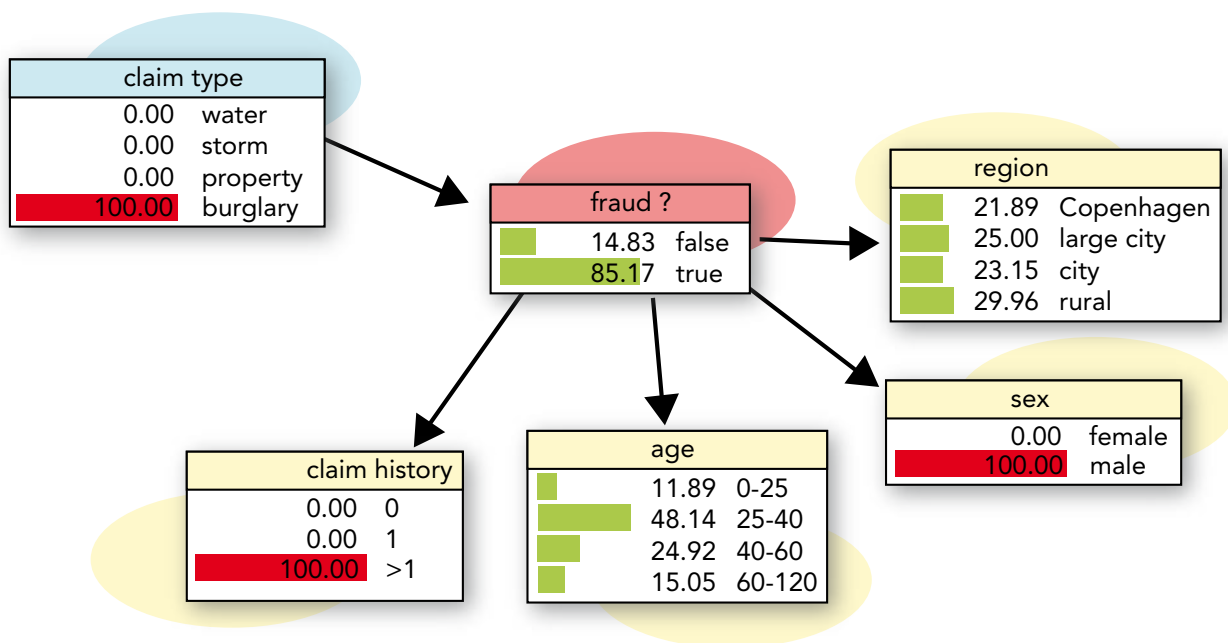 claim type
0.00 water
0.00 storm
0.00 property
100.00 burglary
fraud ?
14.83 false
85.17 true
region
21.89 Copenhagen
25.00 large city
23.15 city
29.96 rural
sex
0.00 female
100.00 male
claim history
0.00 0
0.00 1
100.00 >1
age
11.89 0-25
48.14 25-40
24.92 40-60
15.05 60-120